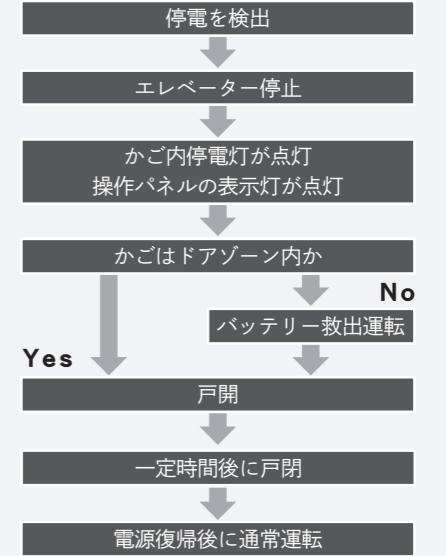 停電を検出
エレベーター停止
かご内停電灯が点灯
操作パネルの表示灯が点灯
かごはドアゾーン内か
No
バッテリー救出運転
Yes
戸開
一定時間後に戸閉
電源復帰後に通常運転